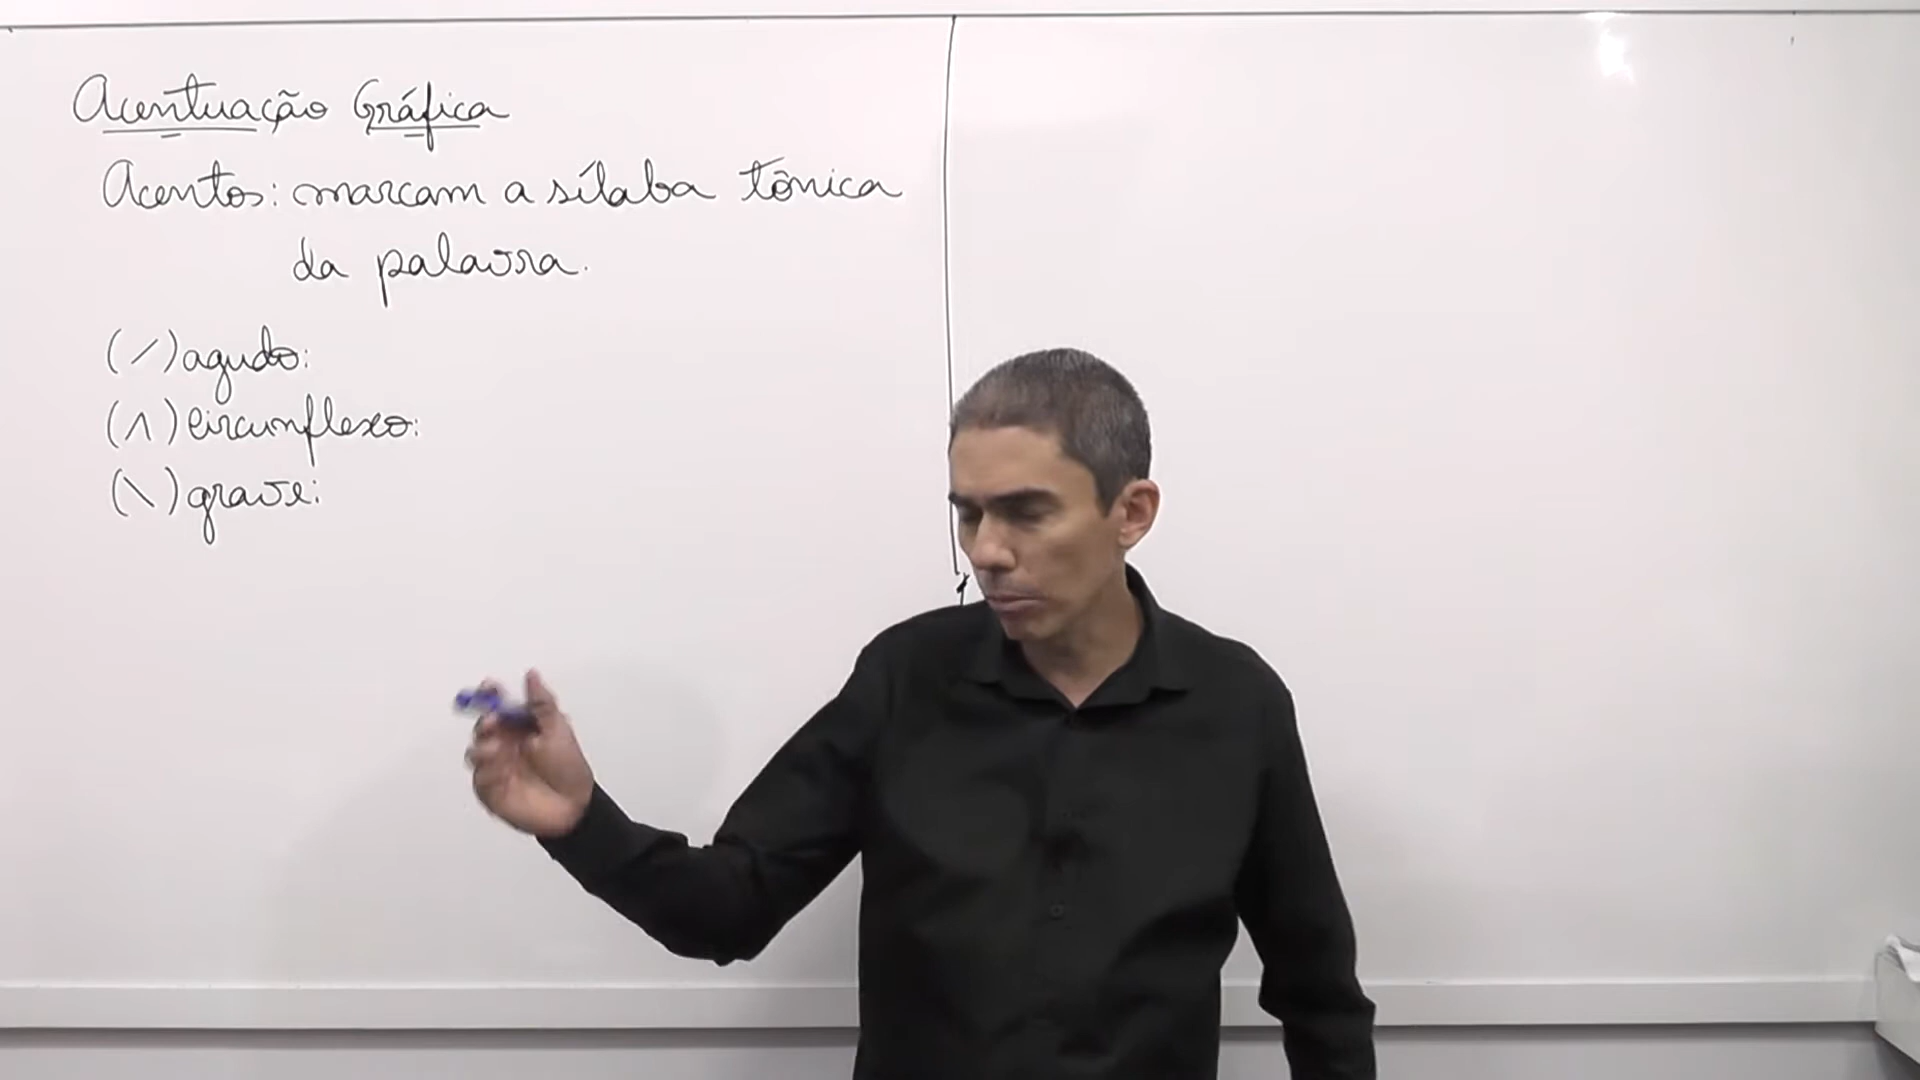 Acentuação Gráfica
Acentos: marcam a sílaba tônica
da palavra.
(/) agudo:
(^) circunflexo:
(\) grave: